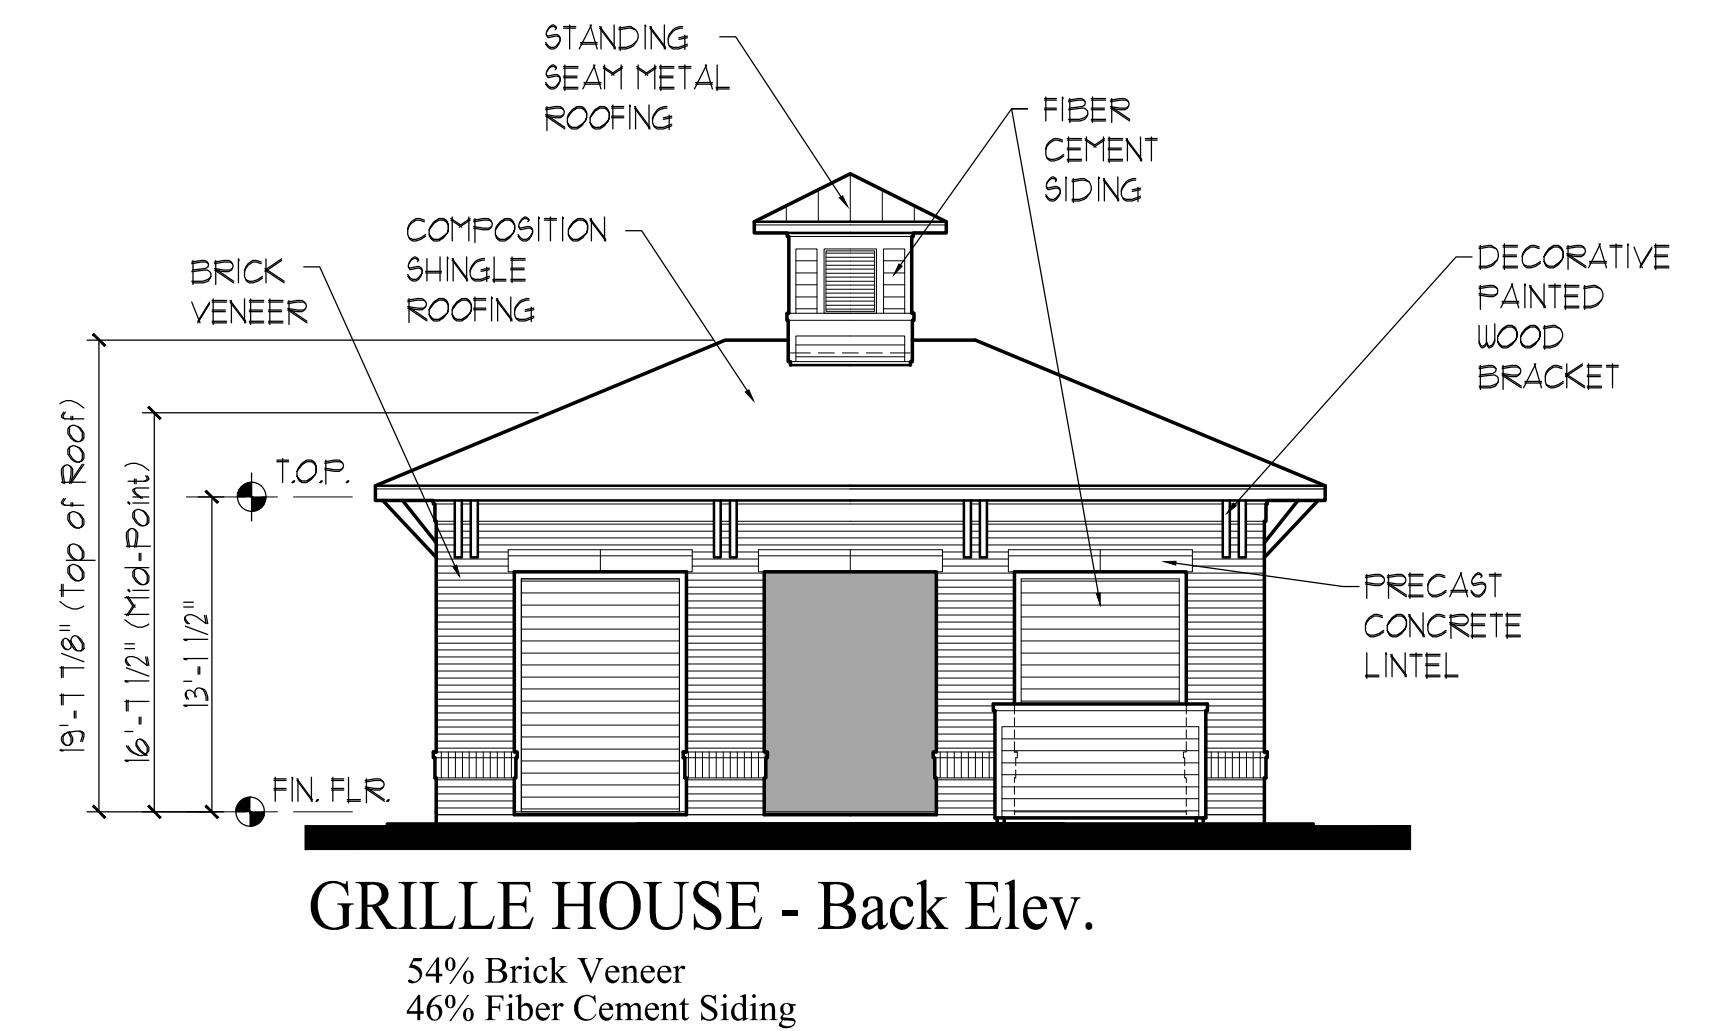 STANDING
SEAM METAL
ROOFING
FIBER
CEMENT
SIDING
COMPOSITION
SHINGLE
ROOFING
BRICK
VENEER
DECORATIVE
PAINTED
WOOD
BRACKET
T.O.P.
19'-7 7/8" (Top of Roof)
16'-7 1/2" (Mid-Point)
13'-1 1/2"
PRECAST
CONCRETE
LINTEL
FIN. FLR.
GRILLE HOUSE - Back Elev.
54% Brick Veneer
46% Fiber Cement Siding